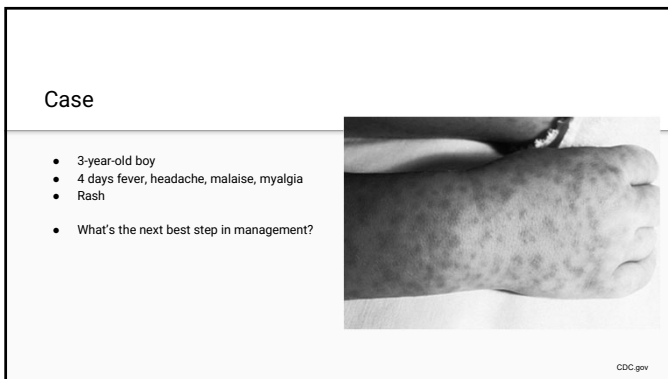 Case
● 3-year-old boy
● 4 days fever, headache, malaise, myalgia
● Rash
● What's the next best step in management?
CDC.gov